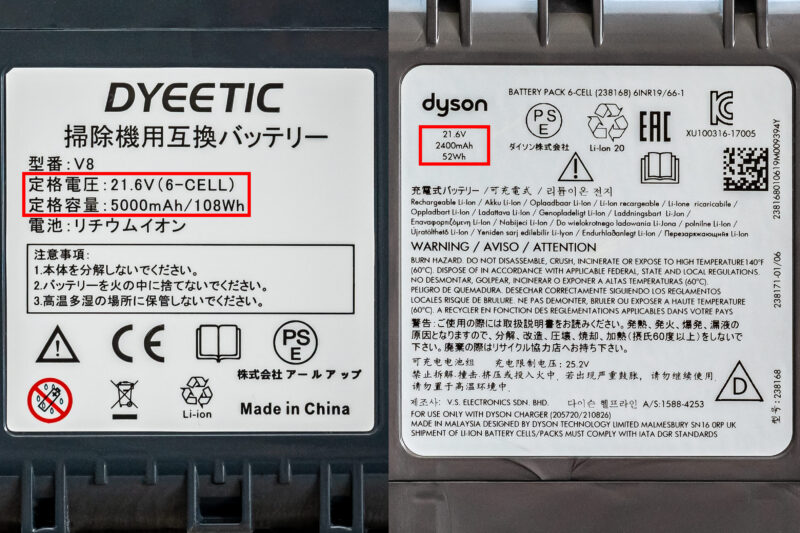 DYEETIC
掃除機用互換バッテリー
型番:V8
定格電圧:21.6V(6-CELL)
定格容量:5000mAh/108Wh
電池:リチウムイオン
注意事項:
1.本体を分解しないでください。
2.バッテリーを火の中に捨てないでください。
3.高温多湿の場所に保管しないでください。
CE
PS
E
株式会社 アールアップ
Li-ion
Made in China
BATTERY PACK 6-CELL (238168) 6INR19/66-1
dyson
21.6V
2400mAh
52Wh
PS
E
ダイソン株式会社
Li-Ion 20
EAC
XU100316-17005
238168010619M009394Y
充電式バッテリー / 可充電式 / 리튬이온 전지
Rechargeable Li-Ion / Akku Li-Ion / Oplaadbaar Li-Ion / Li-Ion rechargeable / Li-Ione ricaricabile /
Oppladbart Li-Ion / Ladattava Li-Ion / Genopladeligt Li-Ion / Laddningsbart Li-Ion /
Επαναφορτιζόμενη Li-Ion / Nabijecí Li-Ion / Do wielokrotnego ladowania Li-Ion / polnilne Li-Ion /
Újratölthető Li-Ion / Yeniden sarj edilebilir Li-Iyon / Endurhlaðanlegt Li-Ion / Перезаряжающийся Li-Ion
WARNING / AVISO / ATTENTION
BURN HAZARD. DO NOT DISASSEMBLE, CRUSH, INCINERATE OR EXPOSE TO HIGH TEMPERATURE140°F
(60°C). DISPOSE OF IN ACCORDANCE WITH APPLICABLE FEDERAL, STATE AND LOCAL REGULATIONS.
NO DESMONTAR, GOLPEAR, INCINERAR O EXPONER A ALTAS TEMPERATURAS (60°C).
PELIGRO DE QUEMADURA. DESECHAR CORRECTAMENTE SIGUIENDO LOS REGLAMENTOS
LOCALES RISQUE DE BRULURE. NE PAS DEMONTER, BRULER OU EXPOSER A HAUTE TEMPERATURE
(60°C). A RECYCLER EN FONCTION DES REGLEMENTATIONS APPLICABLES
警告: ご使用の際には取扱説明書をお読みください。発熱、発火、爆発、漏液の
原因となりますので、分解、改造、圧壊、焼却、加熱(摂氏60度以上)をしないで
下さい。廃棄の際はリサイクル協力店へお持ち下さい。
可充电电池组 充电限制电压: 25.2V
禁止拆解.撞击.挤压或投入火中.若出现严重鼓胀,请勿继续使用.
请勿置于高温环境中.
제조사: V.S. ELECTRONICS SDN. BHD. 다이슨 헬프라인 A/S:1588-4253
FOR USE ONLY WITH DYSON CHARGER (205720/210826)
MADE IN MALAYSIA DESIGNED BY DYSON TECHNOLOGY LIMITED MALMESBURY SN16 0RP UK
SHIPMENT OF LI-ION BATTERY CELLS/PACKS MUST COMPLY WITH IATA DGR STANDARDS
D
238171-01/06
型号: 238168